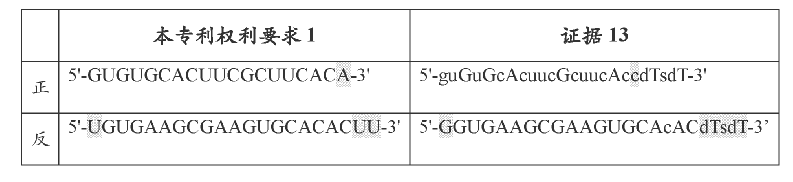 本专利权利要求1 证据13
正 5'-GUGUGCACUUCGCUUCACA-3' 5'-guGuGcAcuucGcuucAccdTsdT-3'
反 5'-UGUGAAGCGAAGUGCACACUU-3' 5'-GGUGAAGCGAAGUGCAcACdTsdT-3’